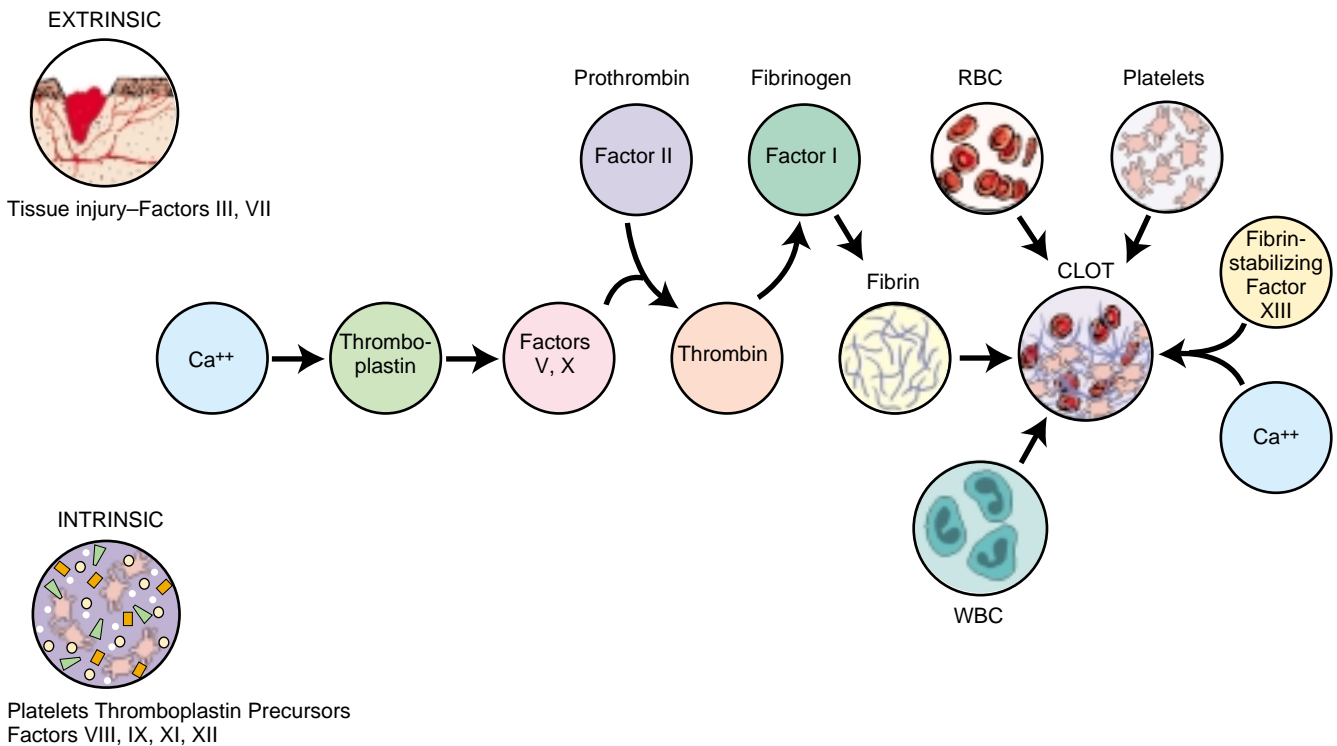 EXTRINSIC
Tissue injury–Factors III, VII
Prothrombin
Factor II
Fibrinogen
Factor I
RBC
Platelets
Fibrin-
stabilizing
Factor
XIII
CLOT
Fibrin
Ca++
Thrombo-
plastin
Factors
V, X
Thrombin
Ca++
WBC
INTRINSIC
Platelets Thromboplastin Precursors
Factors VIII, IX, XI, XII